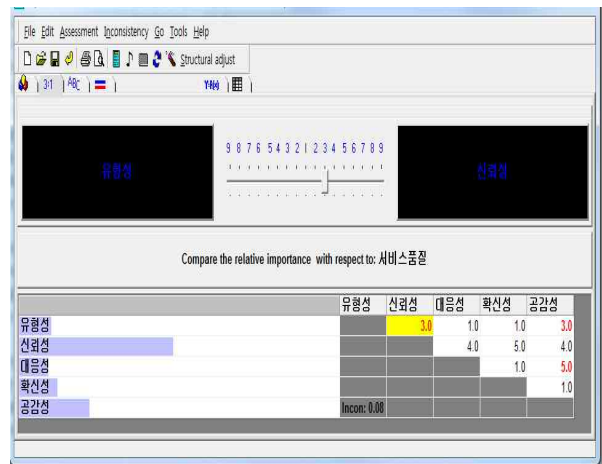 File Edit Assessment Inconsistency Go Tools Help
Structural adjust
3:1 ABC Y=f(x)
유형성 9 8 7 6 5 4 3 2 1 2 3 4 5 6 7 8 9 신뢰성
Compare the relative importance with respect to: 서비스품질
유형성 신뢰성 대응성 확신성 공감성
유형성 3.0 1.0 1.0 3.0
신뢰성 4.0 5.0 4.0
대응성 1.0 5.0
확신성 1.0
공감성 Incon: 0.08